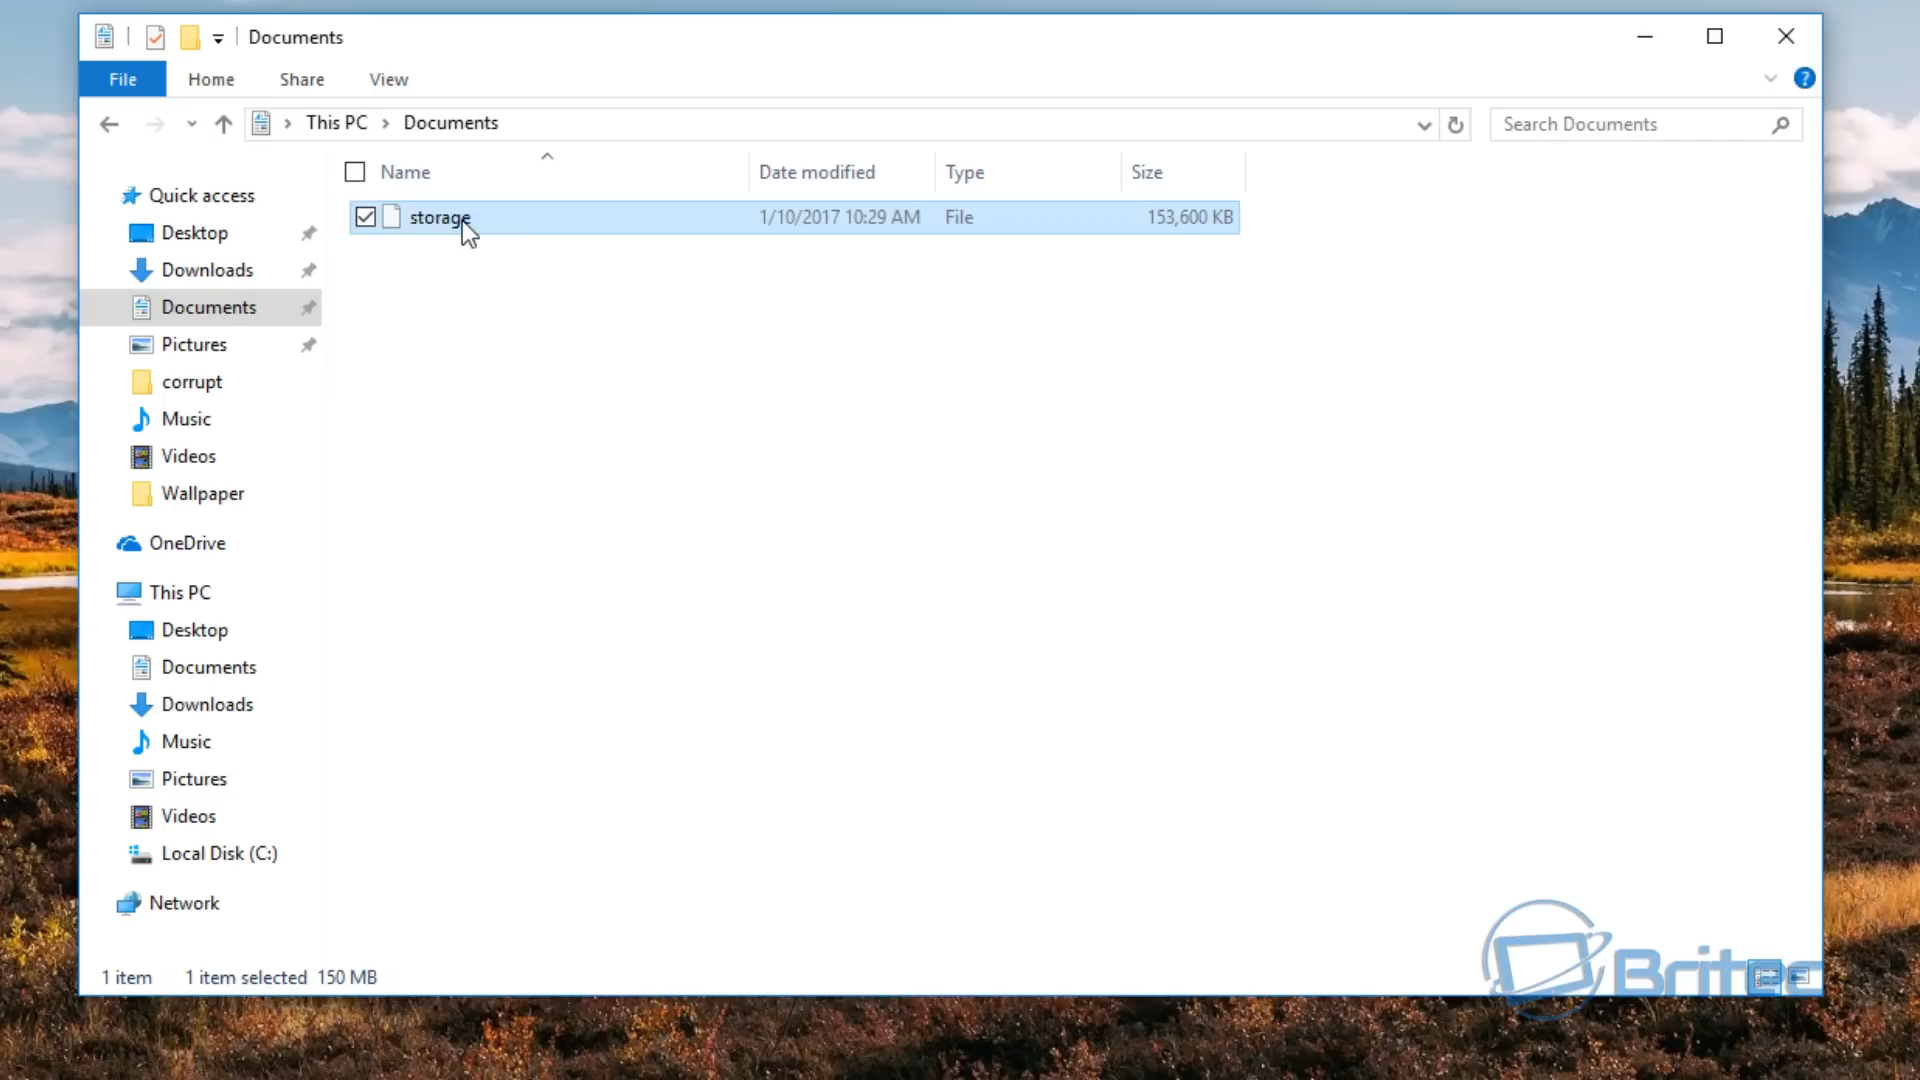 Documents
File Home Share View ?
This PC Documents Search Documents
Name Date modified Type Size
storage 1/10/2017 10:29 AM File 153,600 KB
Quick access
Desktop
Downloads
Documents
Pictures
corrupt
Music
Videos
Wallpaper
OneDrive
This PC
Desktop
Documents
Downloads
Music
Pictures
Videos
Local Disk (C:)
Network
1 item 1 item selected 150 MB